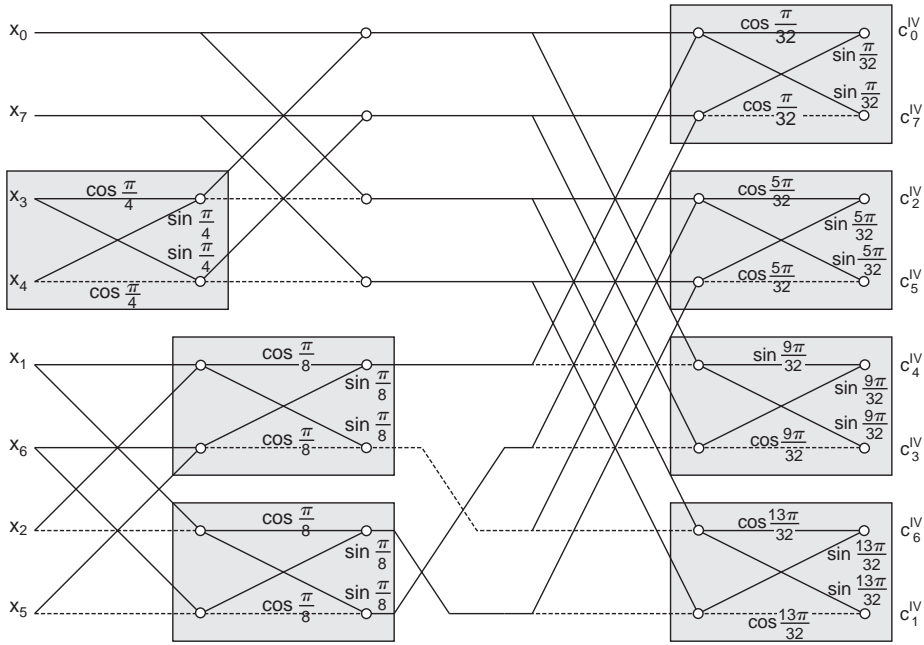 x₀ cos π/32 c₀ᴵⱽ
sin π/32
sin π/32
x₇ cos π/32 c₇ᴵⱽ
x₃ cos π/4 cos 5π/32 c₂ᴵⱽ
sin π/4 sin 5π/32
sin π/4 sin 5π/32
x₄ cos π/4 cos 5π/32 c₅ᴵⱽ
x₁ cos π/8 sin 9π/32 c₄ᴵⱽ
sin π/8 sin 9π/32
sin π/8 sin 9π/32
x₆ cos π/8 cos 9π/32 c₃ᴵⱽ
x₂ cos π/8 cos 13π/32 c₆ᴵⱽ
sin π/8 sin 13π/32
sin π/8 sin 13π/32
x₅ cos π/8 cos 13π/32 c₁ᴵⱽ